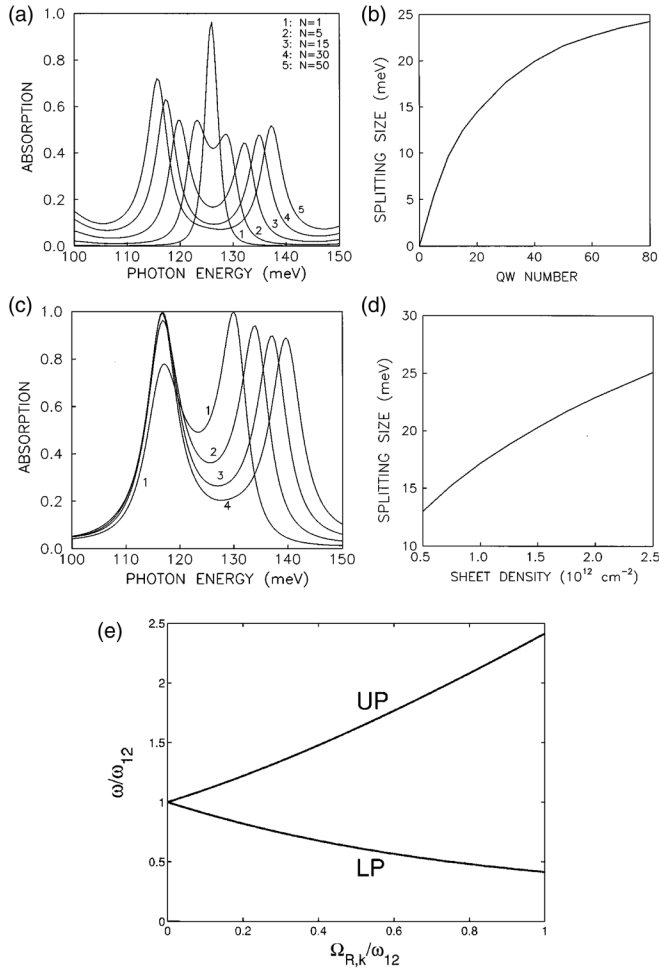 (a)
1.0
0.8
0.6
0.4
0.2
0.0
ABSORPTION
1: N=1
2: N=5
3: N=15
4: N=30
5: N=50
1
2
3
4
5
100 110 120 130 140 150
PHOTON ENERGY (meV)
(b)
25
20
15
10
5
0
SPLITTING SIZE (meV)
0 20 40 60 80
QW NUMBER
(c)
1.0
0.8
0.6
0.4
0.2
0.0
ABSORPTION
1
2
3
4
1
100 110 120 130 140 150
PHOTON ENERGY (meV)
(d)
30
25
20
15
10
SPLITTING SIZE (meV)
0.5 1.0 1.5 2.0 2.5
SHEET DENSITY (10¹² cm⁻²)
(e)
2.5
2
1.5
1
0.5
0
ω/ω₁₂
UP
LP
0 0.2 0.4 0.6 0.8 1
Ω_R,k/ω₁₂